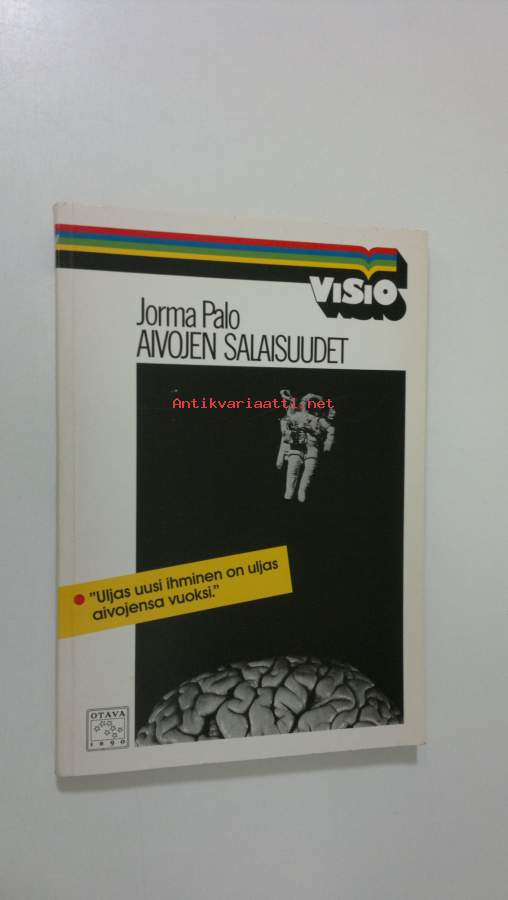 VISIO
Jorma Palo
AIVOJEN SALAISUUDET
Antikvariaatti.net
"Uljas uusi ihminen on uljas
aivojensa vuoksi."
OTAVA
1890